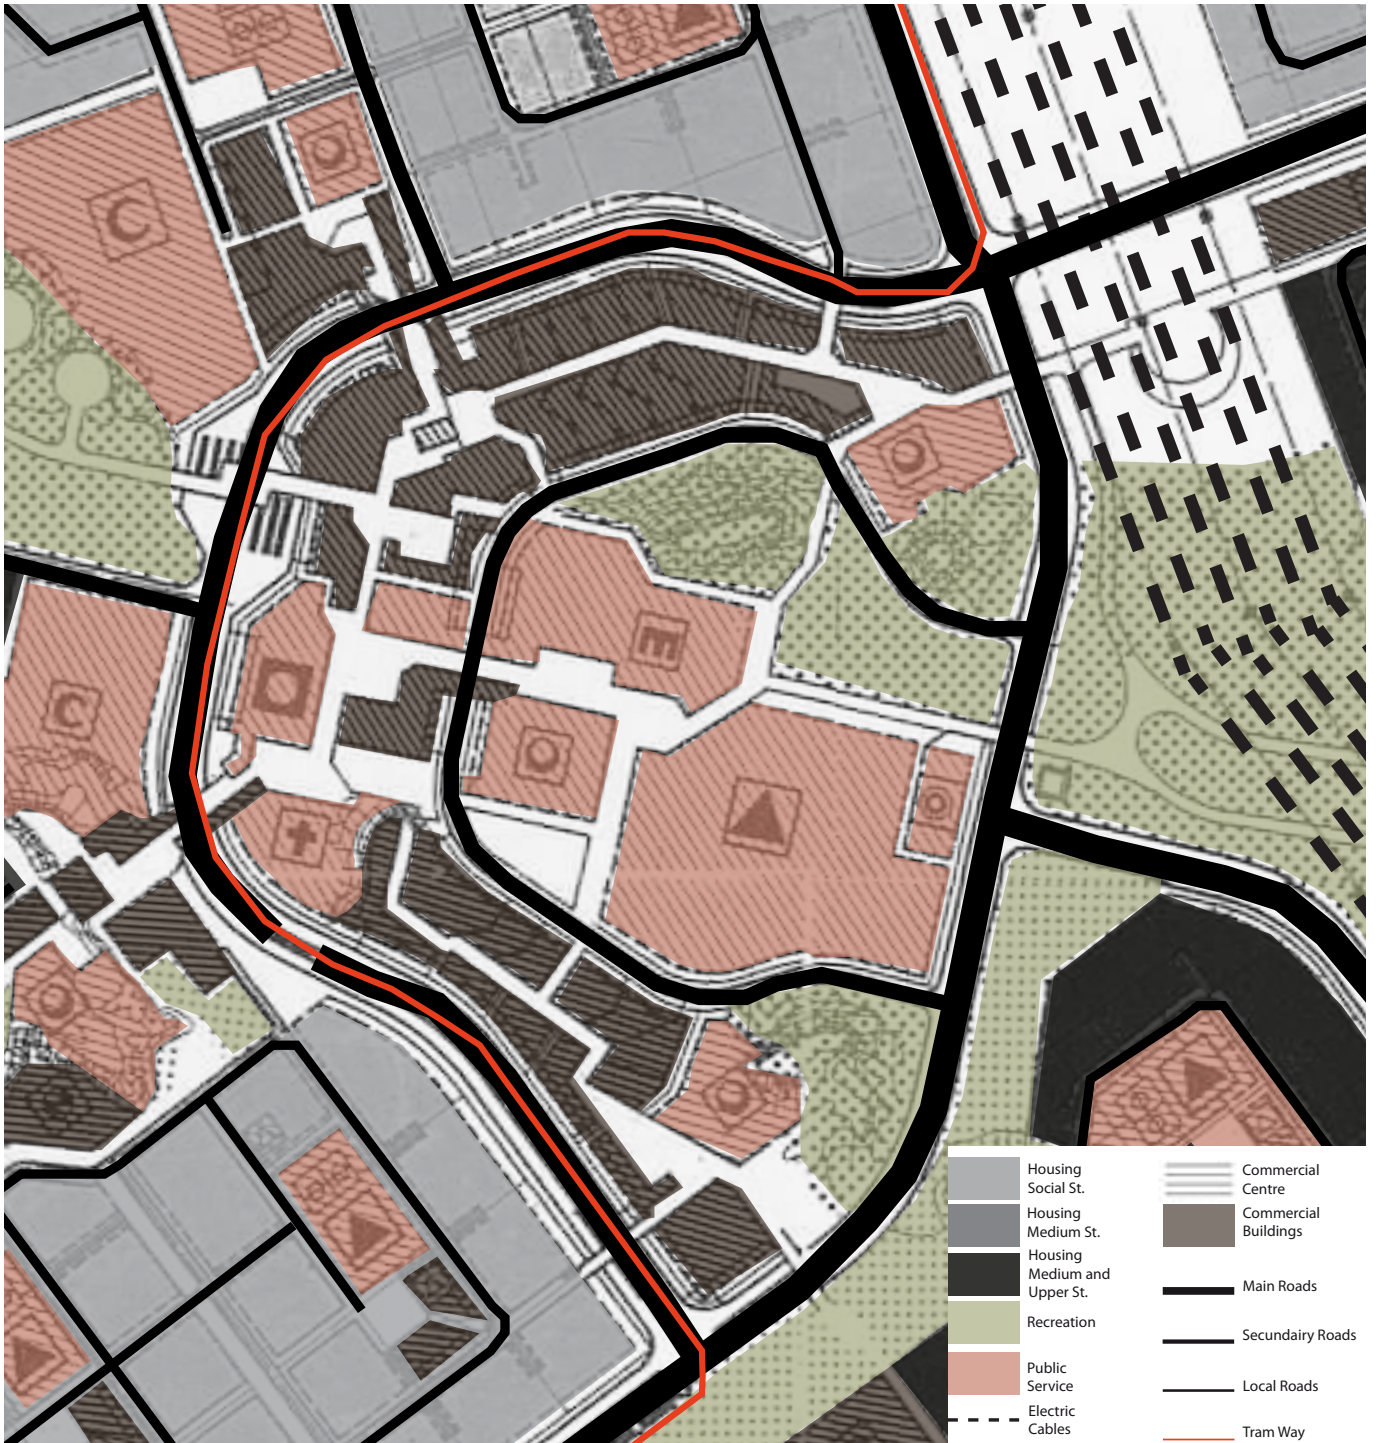 Housing
Social St.
Housing
Medium St.
Housing
Medium and
Upper St.
Recreation
Public
Service
Electric
Cables
Commercial
Centre
Commercial
Buildings
Main Roads
Secundairy Roads
Local Roads
Tram Way